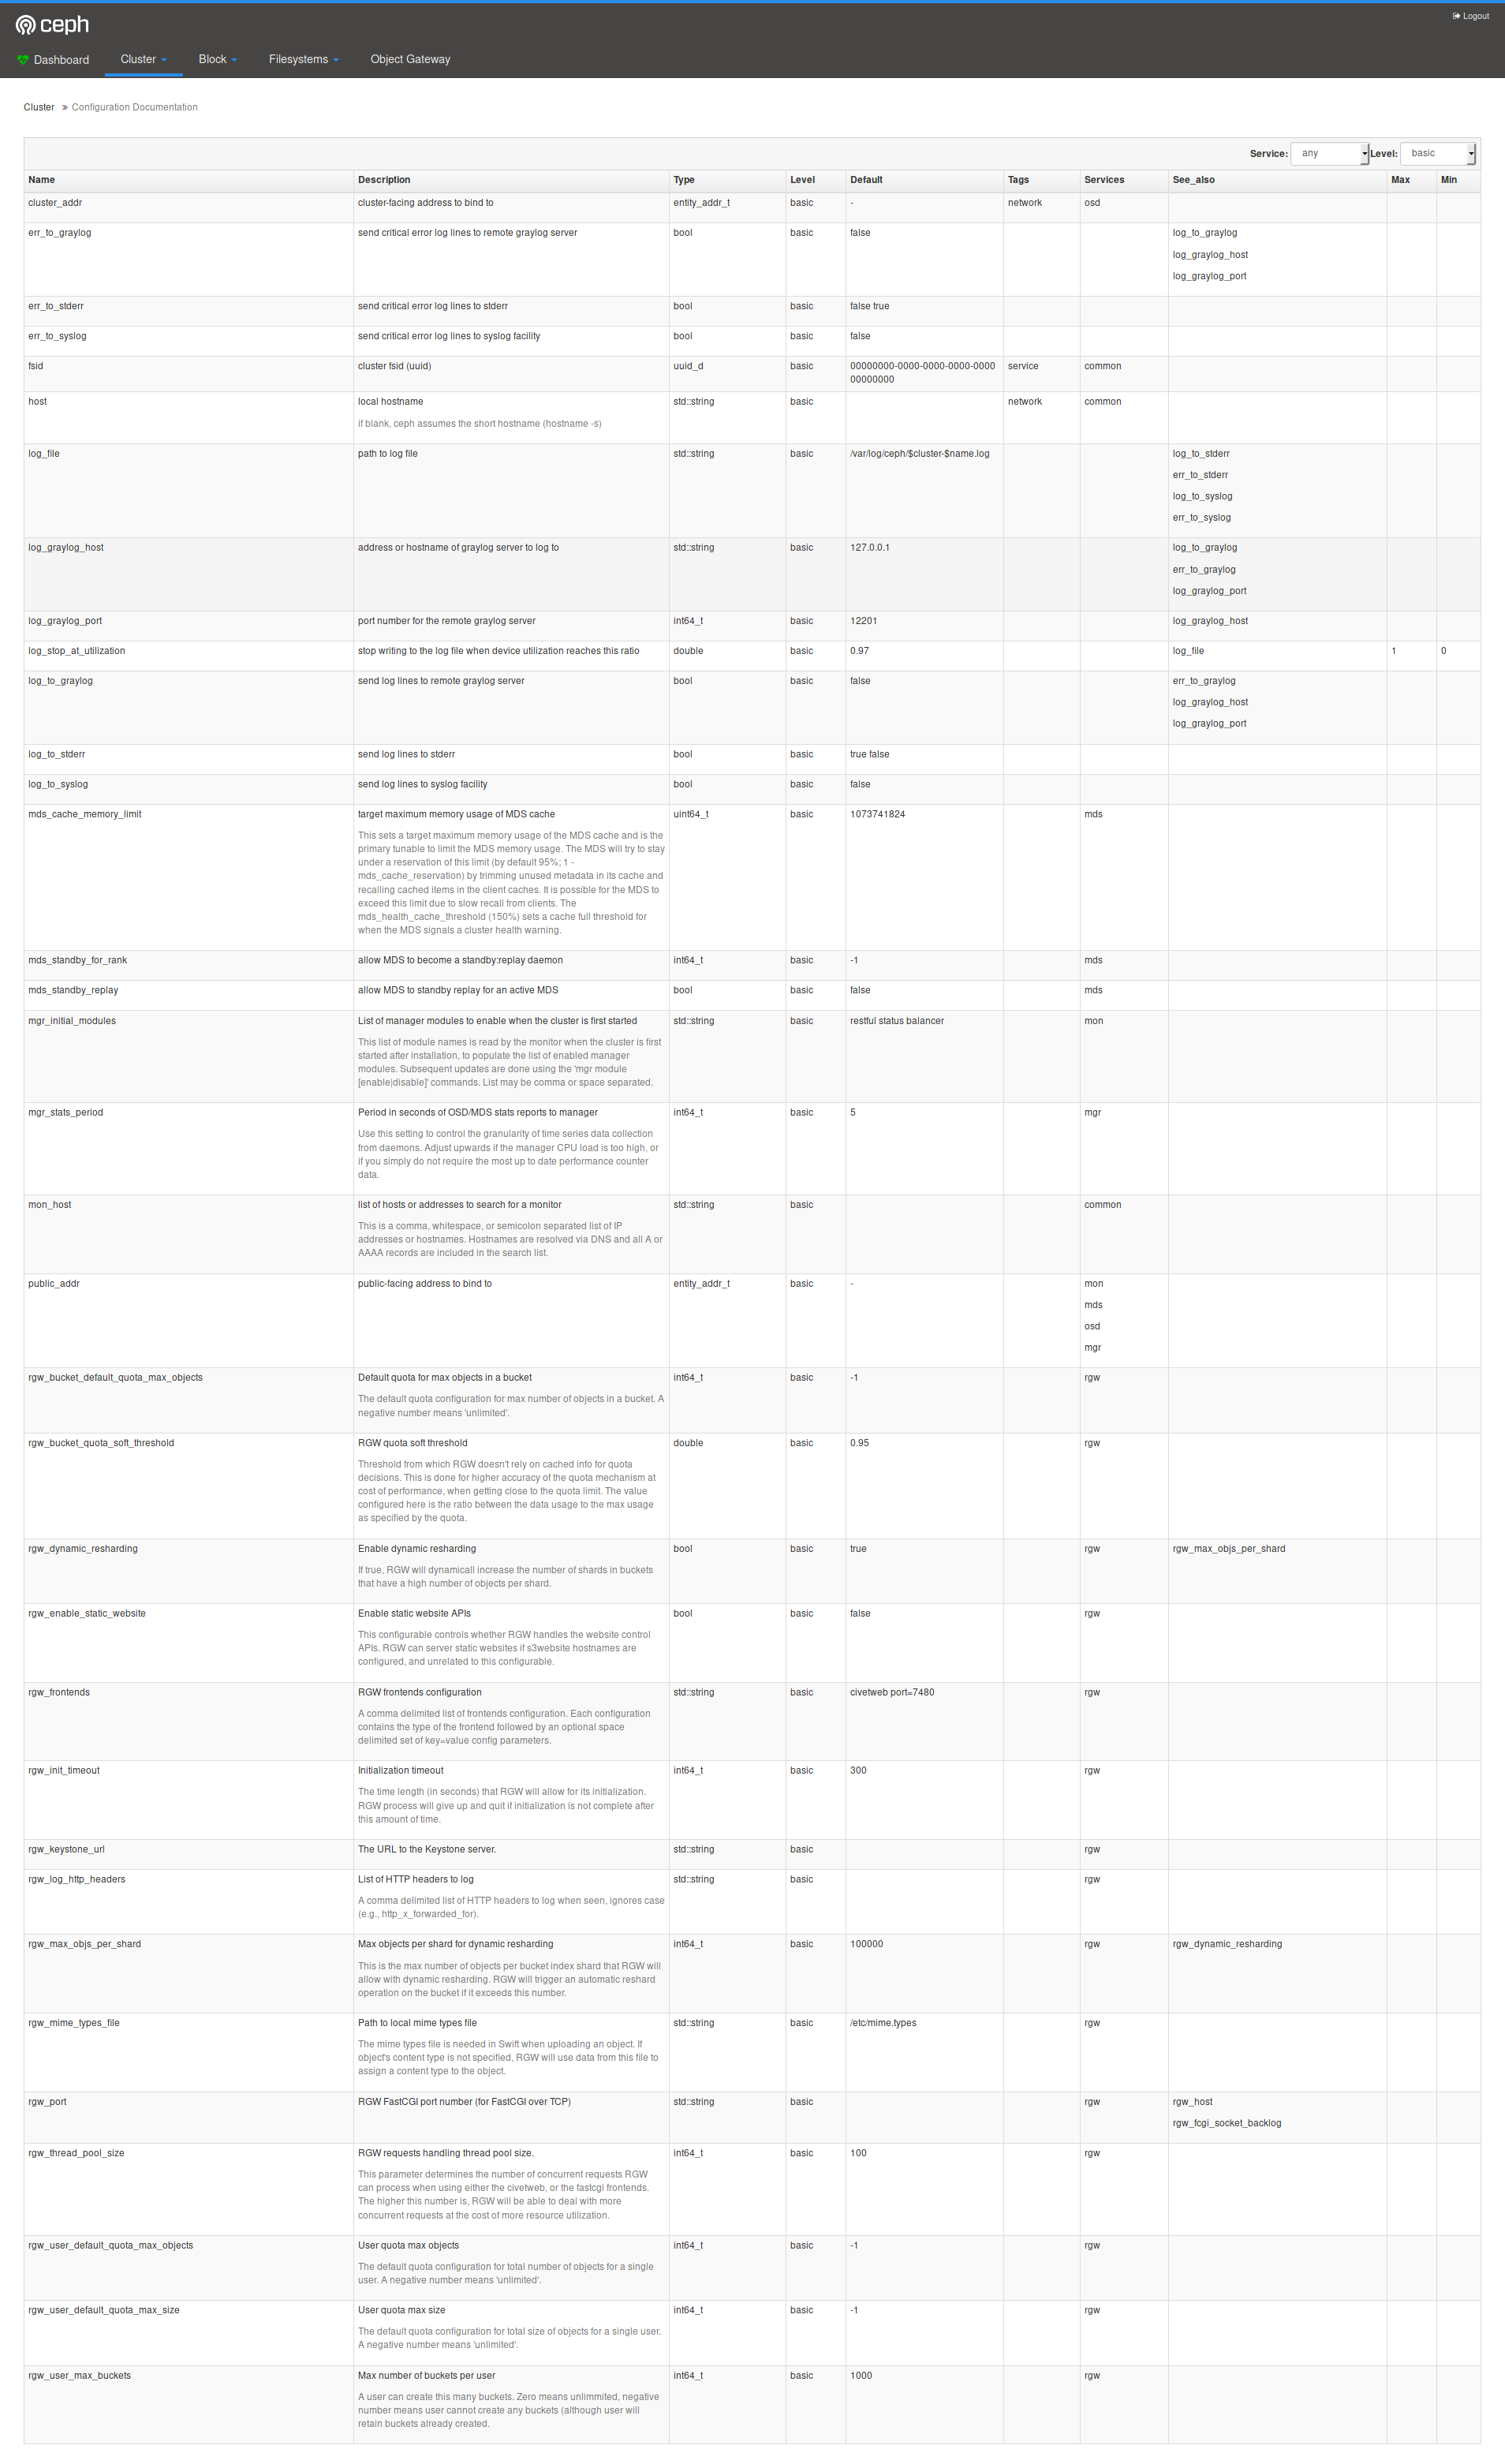 ceph
Logout
Dashboard Cluster Block Filesystems Object Gateway
Cluster » Configuration Documentation
Service: any Level: basic
Name Description Type Level Default Tags Services See_also Max Min
cluster_addr cluster-facing address to bind to entity_addr_t basic - network osd
err_to_graylog send critical error log lines to remote graylog server bool basic false log_to_graylog
log_graylog_host
log_graylog_port
err_to_stderr send critical error log lines to stderr bool basic false true
err_to_syslog send critical error log lines to syslog facility bool basic false
fsid cluster fsid (uuid) uuid_d basic 00000000-0000-0000-0000-0000 service common
00000000
host local hostname std::string basic network common
if blank, ceph assumes the short hostname (hostname -s)
log_file path to log file std::string basic /var/log/ceph/$cluster-$name.log log_to_stderr
err_to_stderr
log_to_syslog
err_to_syslog
log_graylog_host address or hostname of graylog server to log to std::string basic 127.0.0.1 log_to_graylog
err_to_graylog
log_graylog_port
log_graylog_port port number for the remote graylog server int64_t basic 12201 log_graylog_host
log_stop_at_utilization stop writing to the log file when device utilization reaches this ratio double basic 0.97 log_file 1 0
log_to_graylog send log lines to remote graylog server bool basic false err_to_graylog
log_graylog_host
log_graylog_port
log_to_stderr send log lines to stderr bool basic true false
log_to_syslog send log lines to syslog facility bool basic false
mds_cache_memory_limit target maximum memory usage of MDS cache uint64_t basic 1073741824 mds
This sets a target maximum memory usage of the MDS cache and is the
primary tunable to limit the MDS memory usage. The MDS will try to stay
under a reservation of this limit (by default 95%; 1 -
mds_cache_reservation) by trimming unused metadata in its cache and
recalling cached items in the client caches. It is possible for the MDS to
exceed this limit due to slow recall from clients. The
mds_health_cache_threshold (150%) sets a cache full threshold for
when the MDS signals a cluster health warning.
mds_standby_for_rank allow MDS to become a standby:replay daemon int64_t basic -1 mds
mds_standby_replay allow MDS to standby replay for an active MDS bool basic false mds
mgr_initial_modules List of manager modules to enable when the cluster is first started std::string basic restful status balancer mon
This list of module names is read by the monitor when the cluster is first
started after installation, to populate the list of enabled manager
modules. Subsequent updates are done using the 'mgr module
[enable|disable]' commands. List may be comma or space separated.
mgr_stats_period Period in seconds of OSD/MDS stats reports to manager int64_t basic 5 mgr
Use this setting to control the granularity of time series data collection
from daemons. Adjust upwards if the manager CPU load is too high, or
if you simply do not require the most up to date performance counter
data.
mon_host list of hosts or addresses to search for a monitor std::string basic common
This is a comma, whitespace, or semicolon separated list of IP
addresses or hostnames. Hostnames are resolved via DNS and all A or
AAAA records are included in the search list.
public_addr public-facing address to bind to entity_addr_t basic - mon
mds
osd
mgr
rgw_bucket_default_quota_max_objects Default quota for max objects in a bucket int64_t basic -1 rgw
The default quota configuration for max number of objects in a bucket. A
negative number means 'unlimited'.
rgw_bucket_quota_soft_threshold RGW quota soft threshold double basic 0.95 rgw
Threshold from which RGW doesn't rely on cached info for quota
decisions. This is done for higher accuracy of the quota mechanism at
cost of performance, when getting close to the quota limit. The value
configured here is the ratio between the data usage to the max usage
as specified by the quota.
rgw_dynamic_resharding Enable dynamic resharding bool basic true rgw rgw_max_objs_per_shard
If true, RGW will dynamicall increase the number of shards in buckets
that have a high number of objects per shard.
rgw_enable_static_website Enable static website APIs bool basic false rgw
This configurable controls whether RGW handles the website control
APIs. RGW can server static websites if s3website hostnames are
configured, and unrelated to this configurable.
rgw_frontends RGW frontends configuration std::string basic civetweb port=7480 rgw
A comma delimited list of frontends configuration. Each configuration
contains the type of the frontend followed by an optional space
delimited set of key=value config parameters.
rgw_init_timeout Initialization timeout int64_t basic 300 rgw
The time length (in seconds) that RGW will allow for its initialization.
RGW process will give up and quit if initialization is not complete after
this amount of time.
rgw_keystone_url The URL to the Keystone server. std::string basic rgw
rgw_log_http_headers List of HTTP headers to log std::string basic rgw
A comma delimited list of HTTP headers to log when seen, ignores case
(e.g., http_x_forwarded_for).
rgw_max_objs_per_shard Max objects per shard for dynamic resharding int64_t basic 100000 rgw rgw_dynamic_resharding
This is the max number of objects per bucket index shard that RGW will
allow with dynamic resharding. RGW will trigger an automatic reshard
operation on the bucket if it exceeds this number.
rgw_mime_types_file Path to local mime types file std::string basic /etc/mime.types rgw
The mime types file is needed in Swift when uploading an object. If
object's content type is not specified, RGW will use data from this file to
assign a content type to the object.
rgw_port RGW FastCGI port number (for FastCGI over TCP) std::string basic rgw rgw_host
rgw_fcgi_socket_backlog
rgw_thread_pool_size RGW requests handling thread pool size. int64_t basic 100 rgw
This parameter determines the number of concurrent requests RGW
can process when using either the civetweb, or the fastcgi frontends.
The higher this number is, RGW will be able to deal with more
concurrent requests at the cost of more resource utilization.
rgw_user_default_quota_max_objects User quota max objects int64_t basic -1 rgw
The default quota configuration for total number of objects for a single
user. A negative number means 'unlimited'.
rgw_user_default_quota_max_size User quota max size int64_t basic -1 rgw
The default quota configuration for total size of objects for a single user.
A negative number means 'unlimited'.
rgw_user_max_buckets Max number of buckets per user int64_t basic 1000 rgw
A user can create this many buckets. Zero means unlimmited, negative
number means user cannot create any buckets (although user will
retain buckets already created.